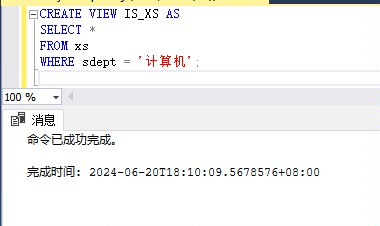 CREATE VIEW IS_XS AS
SELECT *
FROM xs
WHERE sdept = '计算机';
100 %
消息
命令已成功完成。
完成时间: 2024-06-20T18:10:09.5678576+08:00